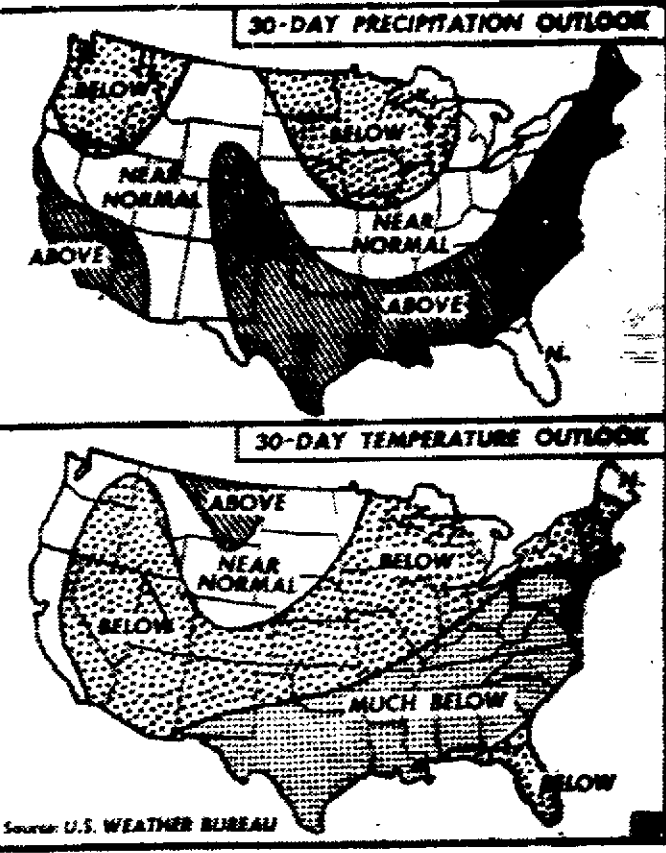 30-DAY PRECIPITATION OUTLOOK
BELOW
BELOW
NEAR
NORMAL
NEAR
NORMAL
ABOVE
ABOVE
N.
30-DAY TEMPERATURE OUTLOOK
N.
ABOVE
BELOW
NEAR
NORMAL
BELOW
MUCH BELOW
BELOW
Source: U.S. WEATHER BUREAU